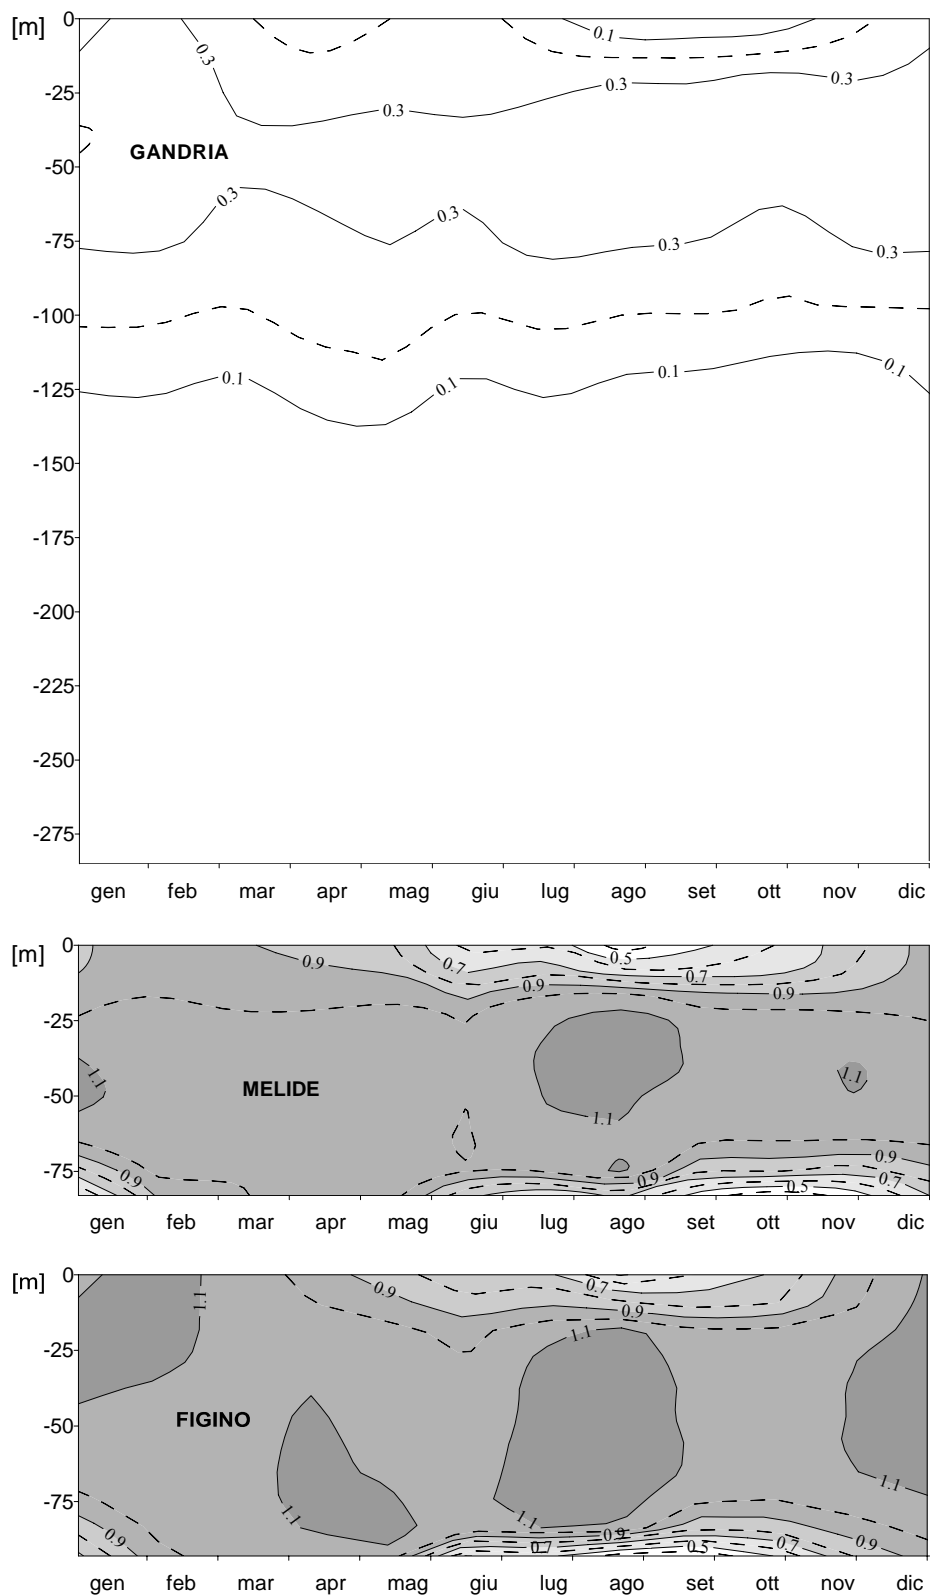 [m] 0
0.1
0.3
-25
0.3 0.3 0.3
GANDRIA
-50
0.3
0.3
-75
0.3 0.3
-100
0.1 0.1 0.1 0.1
-125
-150
-175
-200
-225
-250
-275
gen feb mar apr mag giu lug ago set ott nov dic
[m] 0
0.9 0.7 0.5
0.7
0.9 0.9
-25
1.1 1.1
MELIDE
-50
1.1
0.9
-75
0.9 0.9 0.5 0.7
gen feb mar apr mag giu lug ago set ott nov dic
[m] 0
1.1 0.9 0.7
0.9
-25
1.1
FIGINO
-50
1.1
-75
1.1 1.1
0.9 0.9 0.9
0.7 0.5 0.7
gen feb mar apr mag giu lug ago set ott nov dic